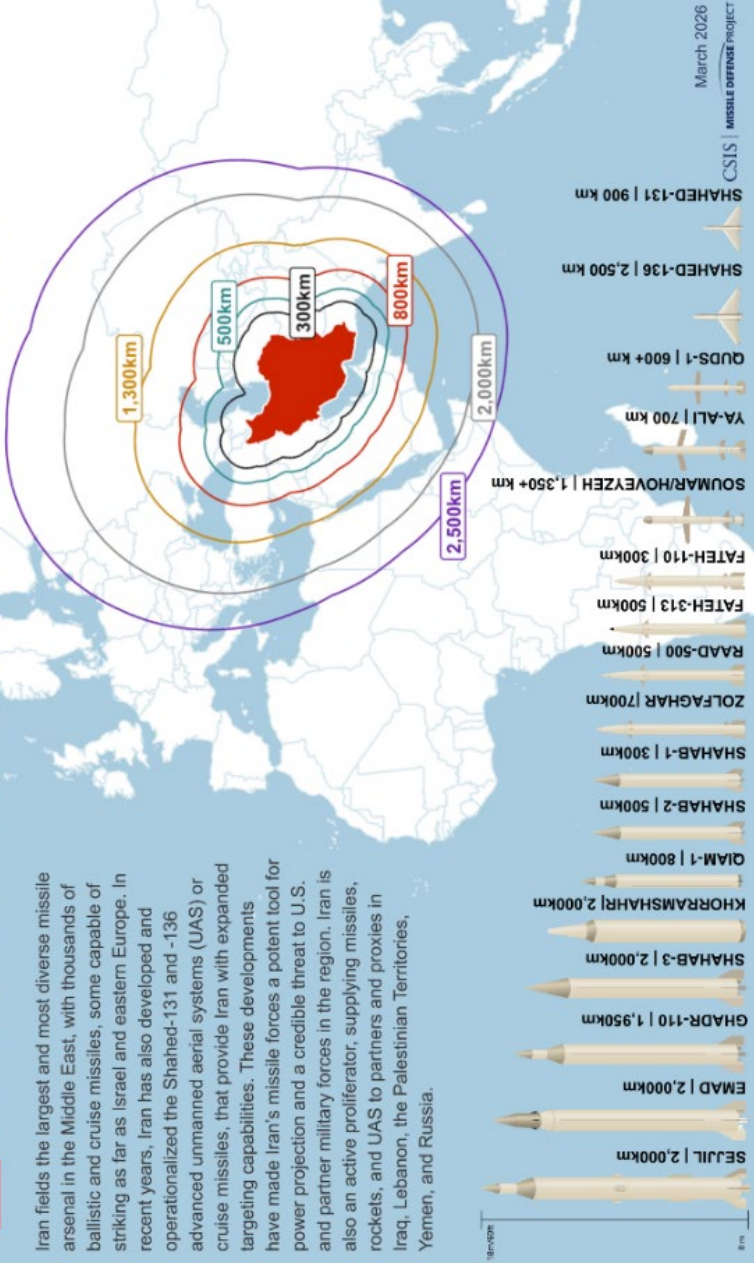 Iran fields the largest and most diverse missile
arsenal in the Middle East, with thousands of
ballistic and cruise missiles, some capable of
striking as far as Israel and eastern Europe. In
recent years, Iran has also developed and
operationalized the Shahed-131 and -136
advanced unmanned aerial systems (UAS) or
cruise missiles, that provide Iran with expanded
targeting capabilities. These developments
have made Iran's missile forces a potent tool for
power projection and a credible threat to U.S.
and partner military forces in the region. Iran is
also an active proliferator, supplying missiles,
rockets, and UAS to partners and proxies in
Iraq, Lebanon, the Palestinian Territories,
Yemen, and Russia.
1,300km
500km
300km
800km
2,000km
2,500km
SEJJIL | 2,000km
EMAD | 2,000km
GHADR-110 | 1,950km
SHAHAB-3 | 2,000km
KHORRAMSHAHR| 2,000km
QIAM-1 | 800km
SHAHAB-2 | 500km
SHAHAB-1 | 300km
ZOLFAGHAR |700km
RAAD-500 | 500km
FATEH-313 | 500km
FATEH-110 | 300km
SOUMAR/HOVEYZEH | 1,350+ km
YA-ALI | 700 km
QUDS-1 | 600+ km
SHAHED-136 | 2,500 km
SHAHED-131 | 900 km
18m/60ft
0 m
March 2026
CSIS | MISSILE DEFENSE PROJECT